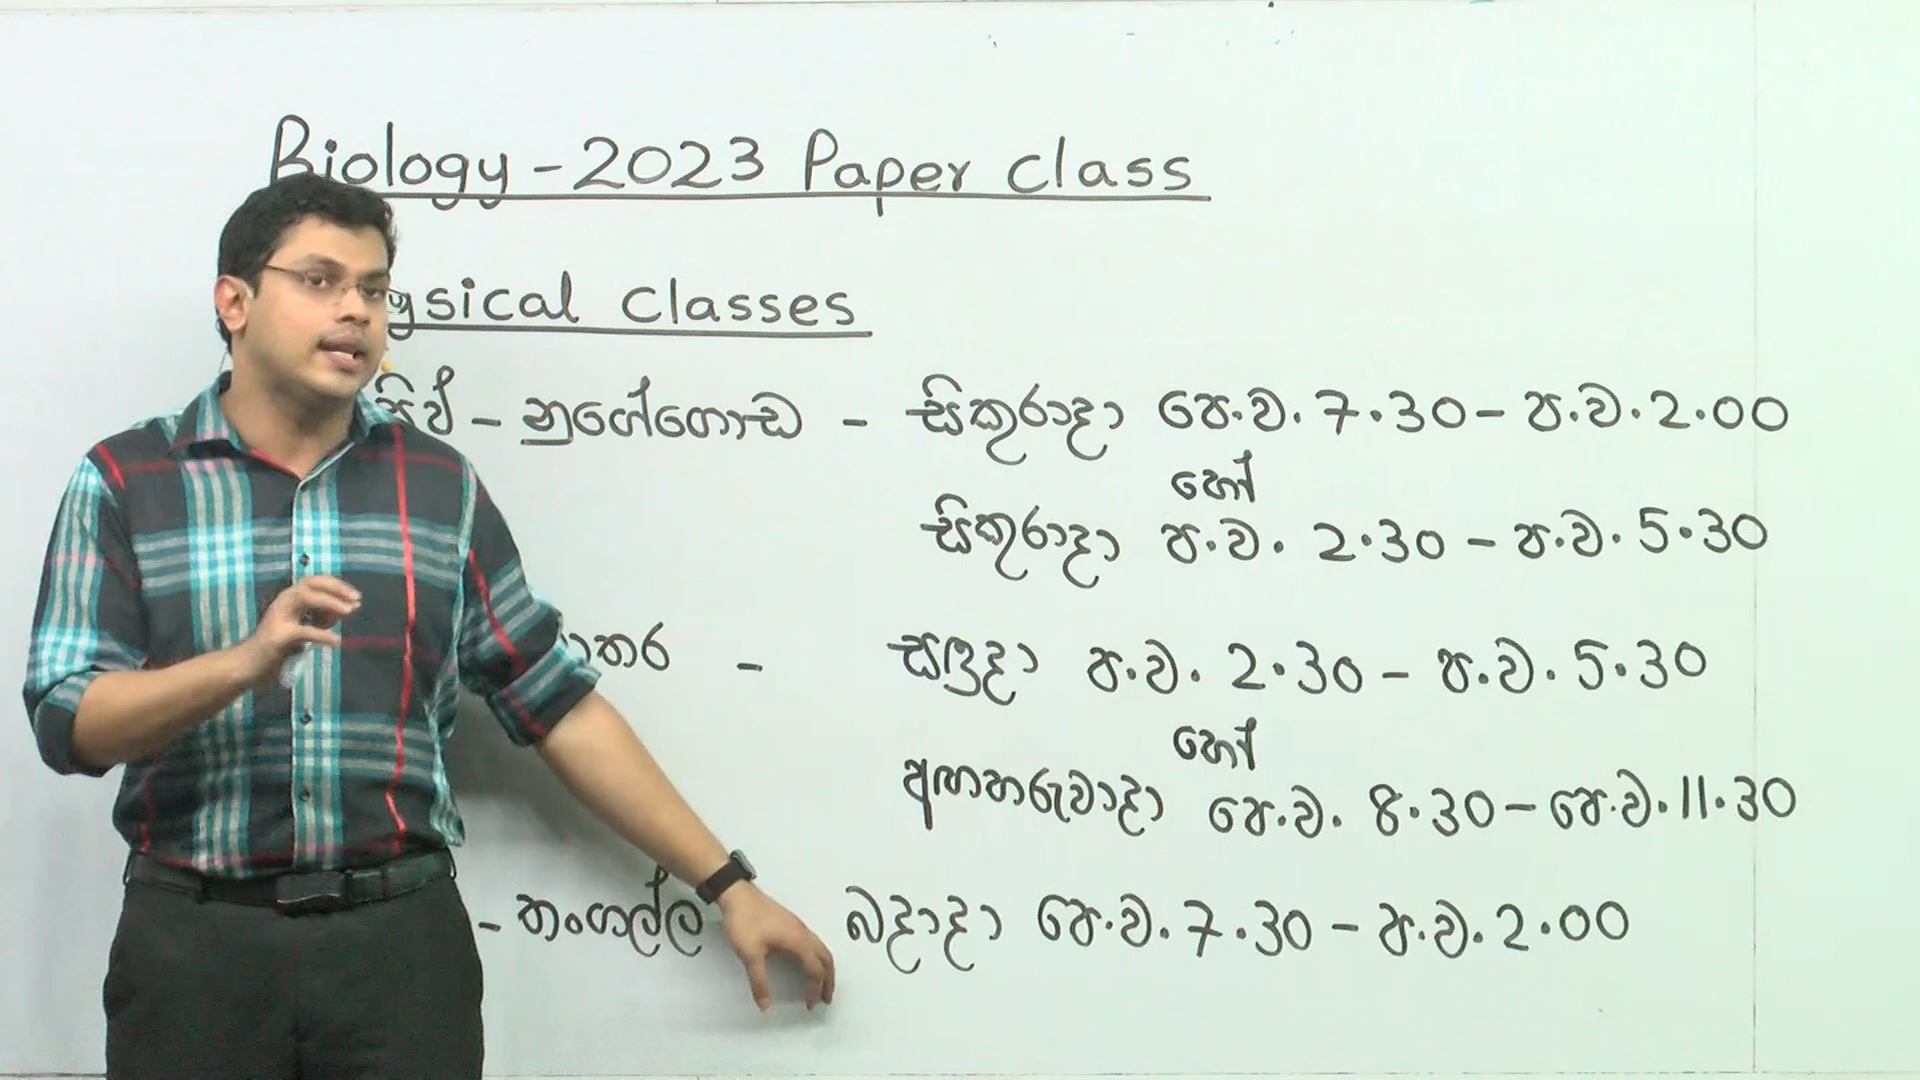 Biology - 2023 Paper Class
Physical Classes
- නුගේගොඩ - සිකුරාදා පෙ.ව. 7.30 - ප.ව. 2.00
හෝ
සිකුරාදා ප.ව. 2.30 - ප.ව. 5.30
මාතර - සඳුදා ප.ව. 2.30 - ප.ව. 5.30
හෝ
අඟහරුවාදා පෙ.ව. 8.30 - පෙ.ව. 11.30
- තංගල්ල බදාදා පෙ.ව. 7.30 - ප.ව. 2.00